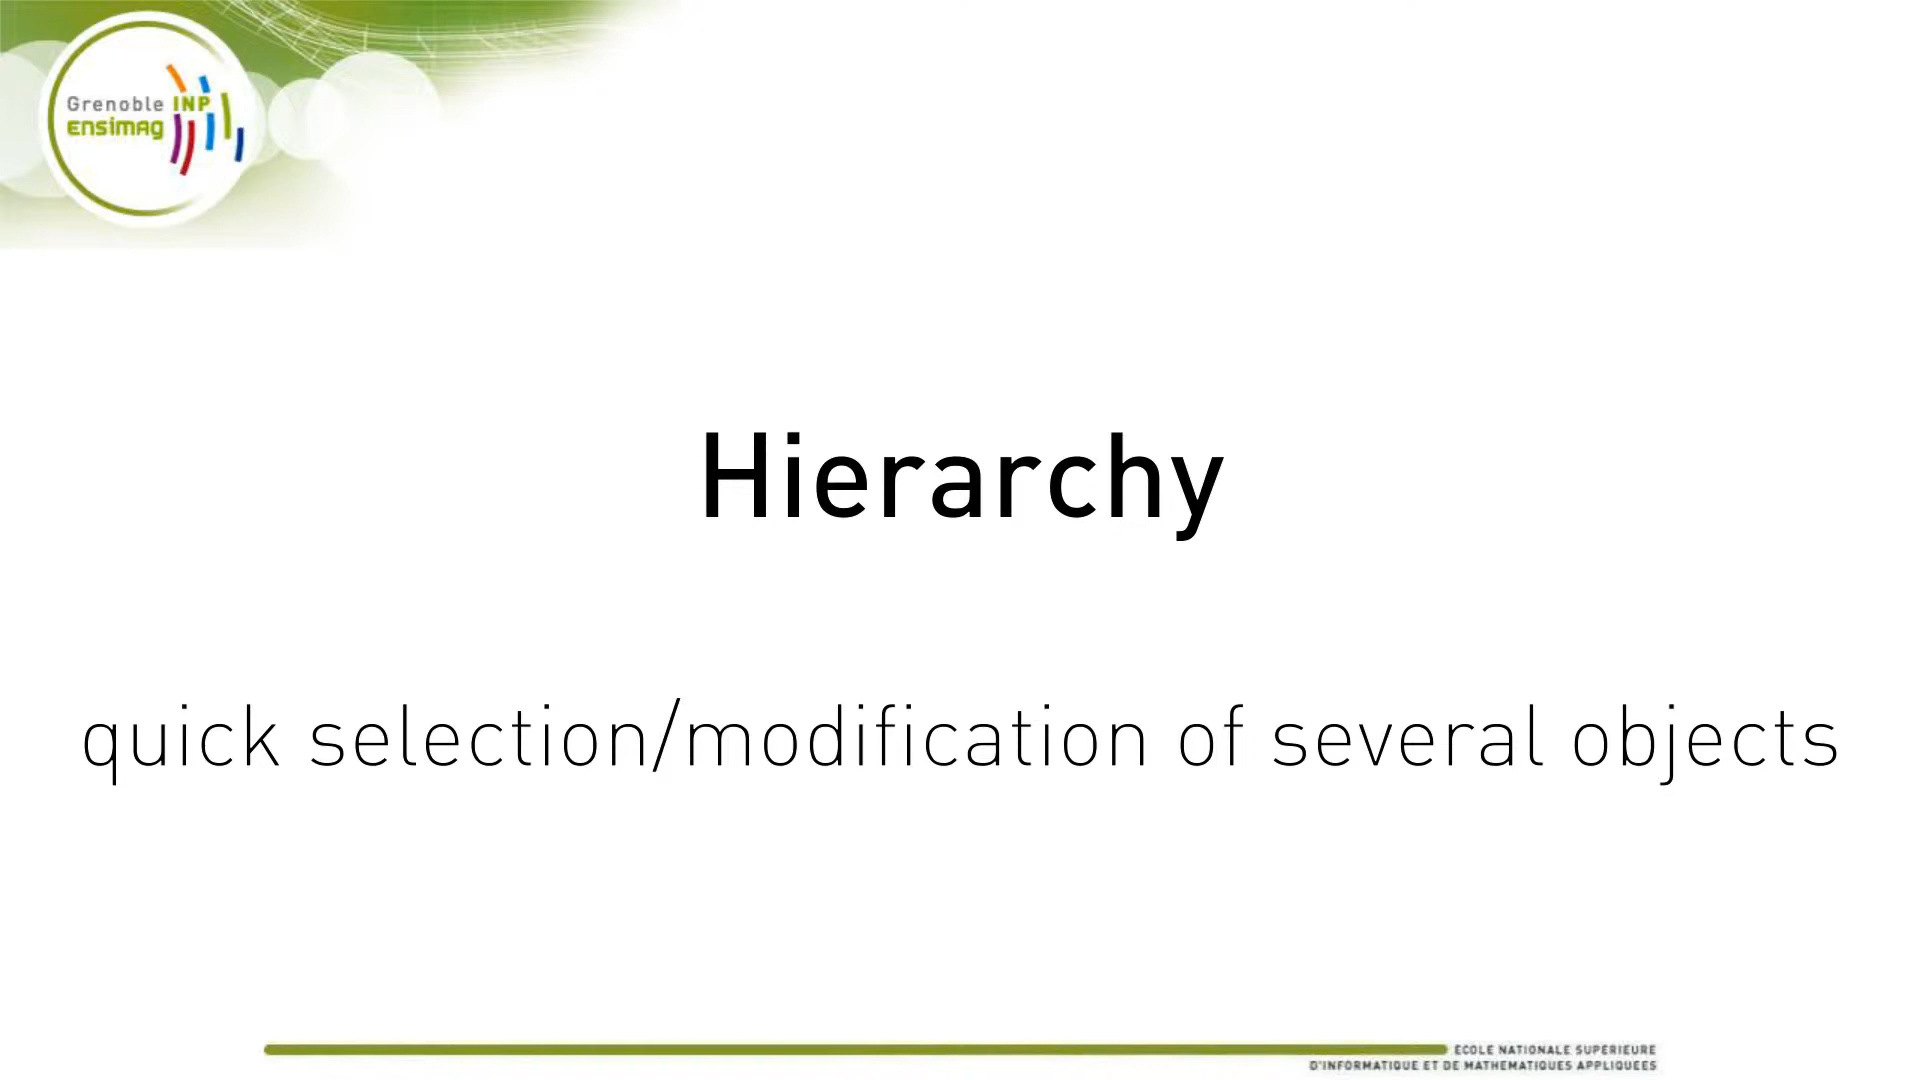 Grenoble INP
Ensimag
Hierarchy
quick selection/modification of several objects
ECOLE NATIONALE SUPERIEURE
D'INFORMATIQUE ET DE MATHEMATIQUES APPLIQUEES